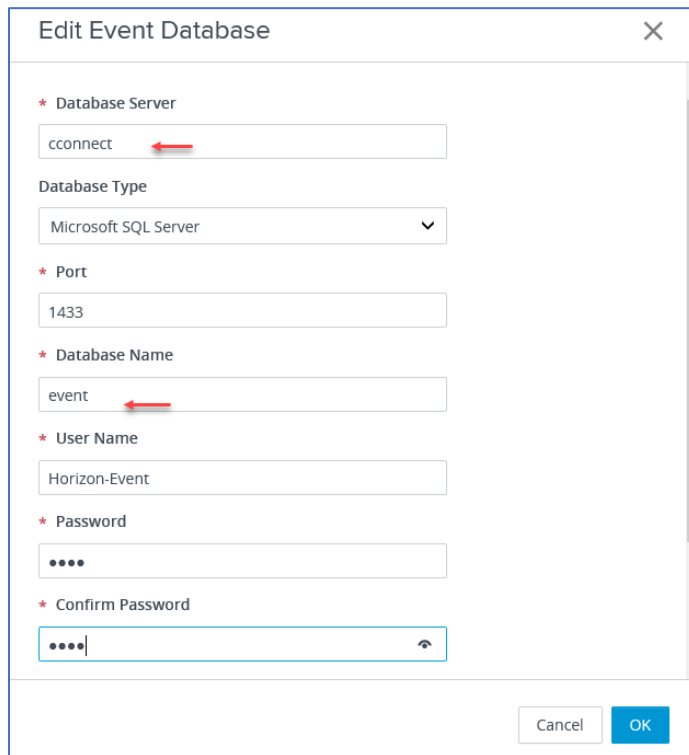 Edit Event Database
* Database Server
cconnect
Database Type
Microsoft SQL Server
* Port
1433
* Database Name
event
* User Name
Horizon-Event
* Password
••••
* Confirm Password
••••
Cancel OK